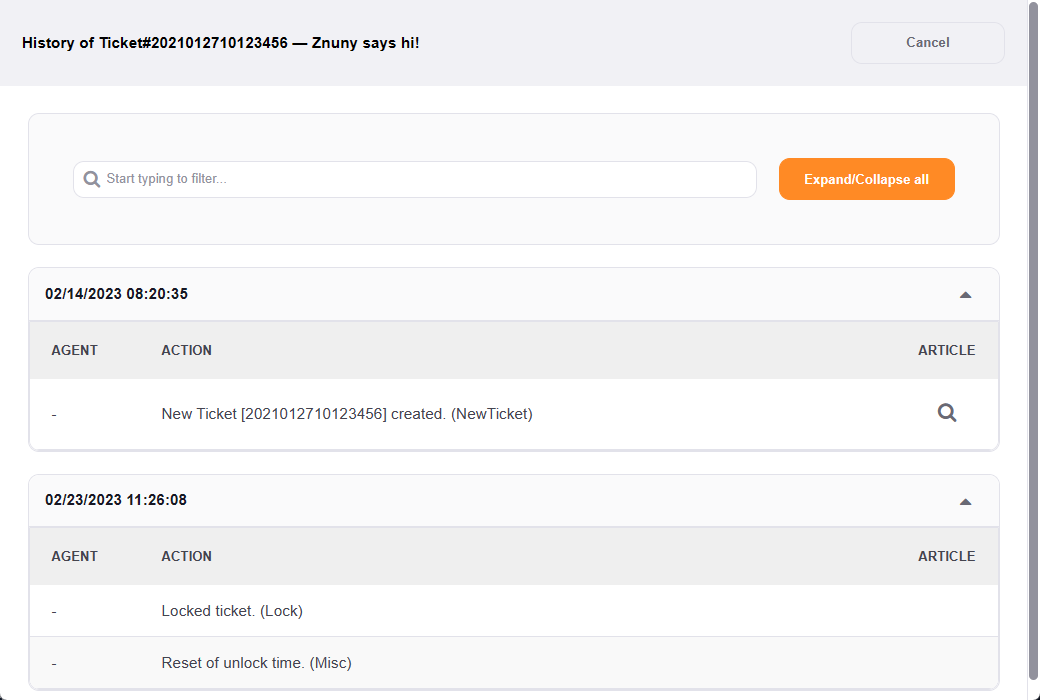 History of Ticket#2021012710123456 — Znuny says hi!
Cancel
Start typing to filter...
Expand/Collapse all
02/14/2023 08:20:35
AGENT ACTION ARTICLE
- New Ticket [2021012710123456] created. (NewTicket)
02/23/2023 11:26:08
AGENT ACTION ARTICLE
- Locked ticket. (Lock)
- Reset of unlock time. (Misc)